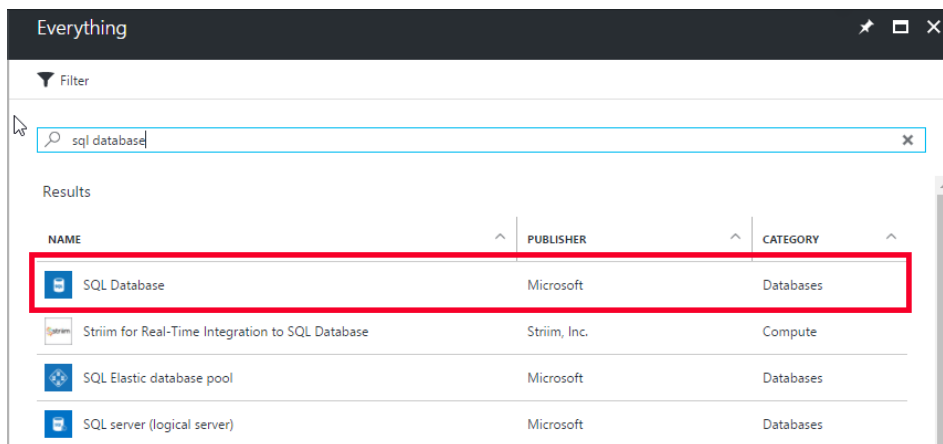 Everything
Filter
sql database
Results
NAME PUBLISHER CATEGORY
SQL Database Microsoft Databases
Striim Striim for Real-Time Integration to SQL Database Striim, Inc. Compute
SQL Elastic database pool Microsoft Databases
SQL server (logical server) Microsoft Databases